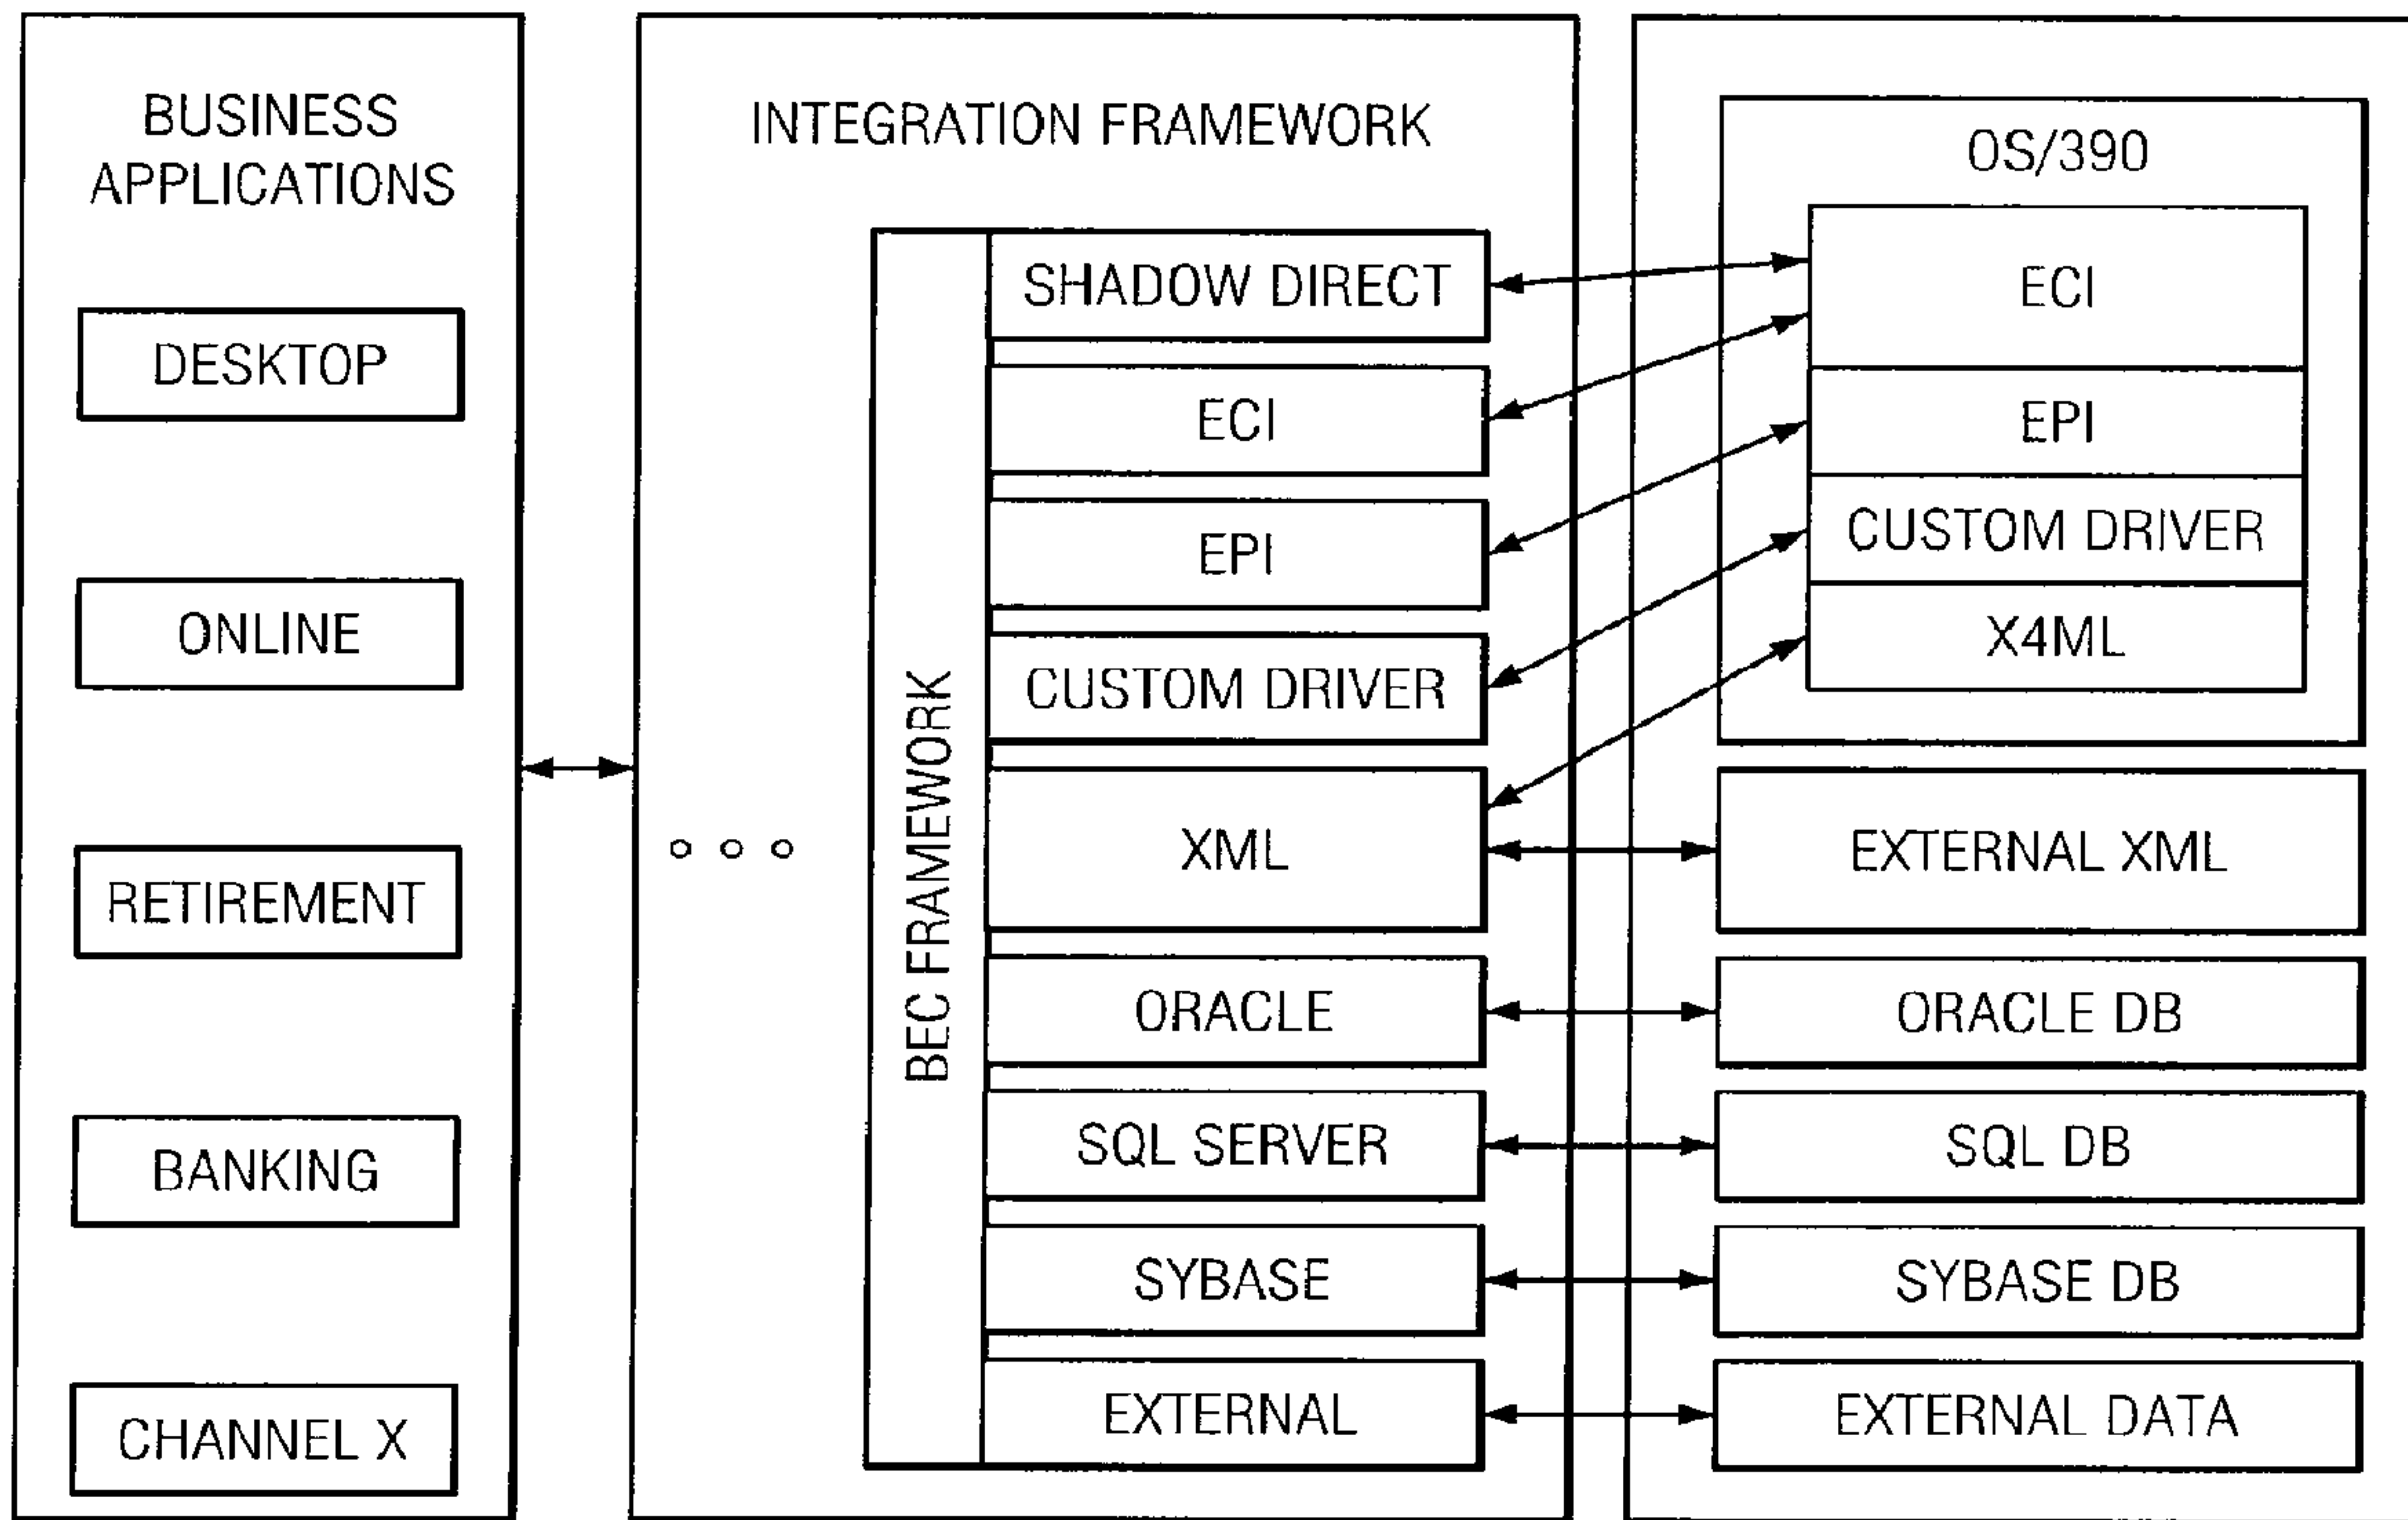 BUSINESS
APPLICATIONS
DESKTOP
ONLINE
RETIREMENT
BANKING
CHANNEL X
INTEGRATION FRAMEWORK
BEC FRAMEWORK
SHADOW DIRECT
ECI
EPI
CUSTOM DRIVER
XML
ORACLE
SQL SERVER
SYBASE
EXTERNAL
OS/390
ECI
EPI
CUSTOM DRIVER
X4ML
EXTERNAL XML
ORACLE DB
SQL DB
SYBASE DB
EXTERNAL DATA